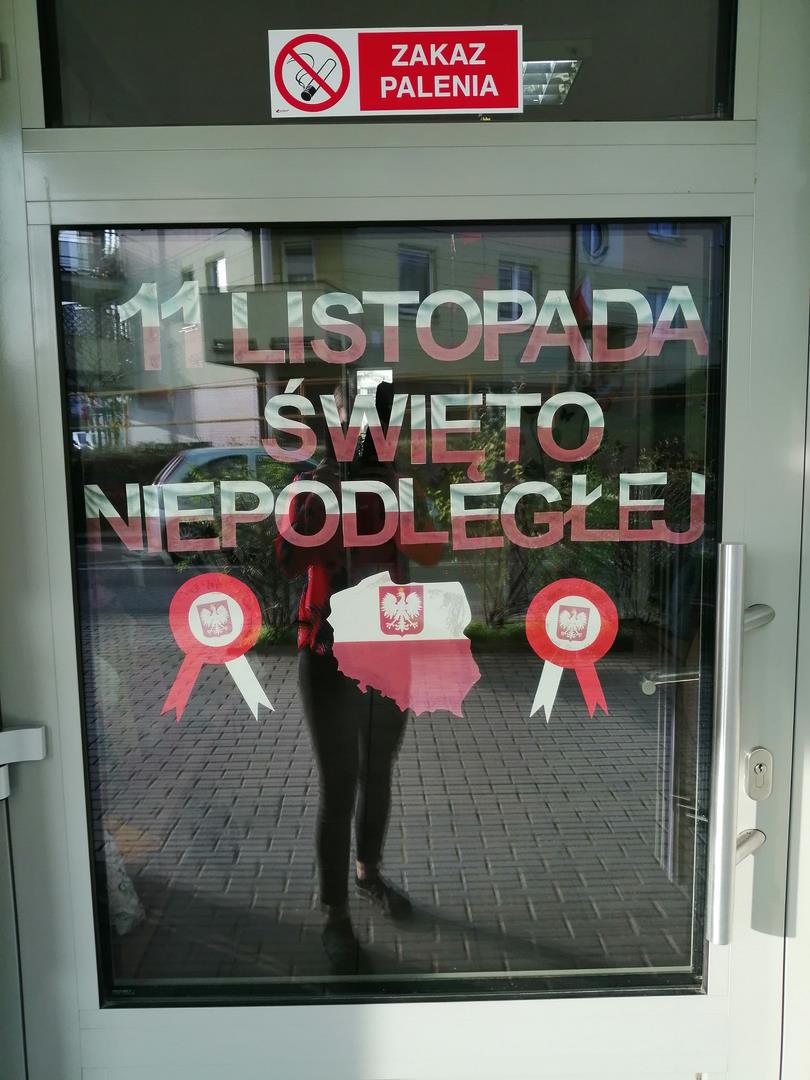 ZAKAZ
PALENIA
11 LISTOPADA
ŚWIĘTO
NIEPODLEGŁEJ